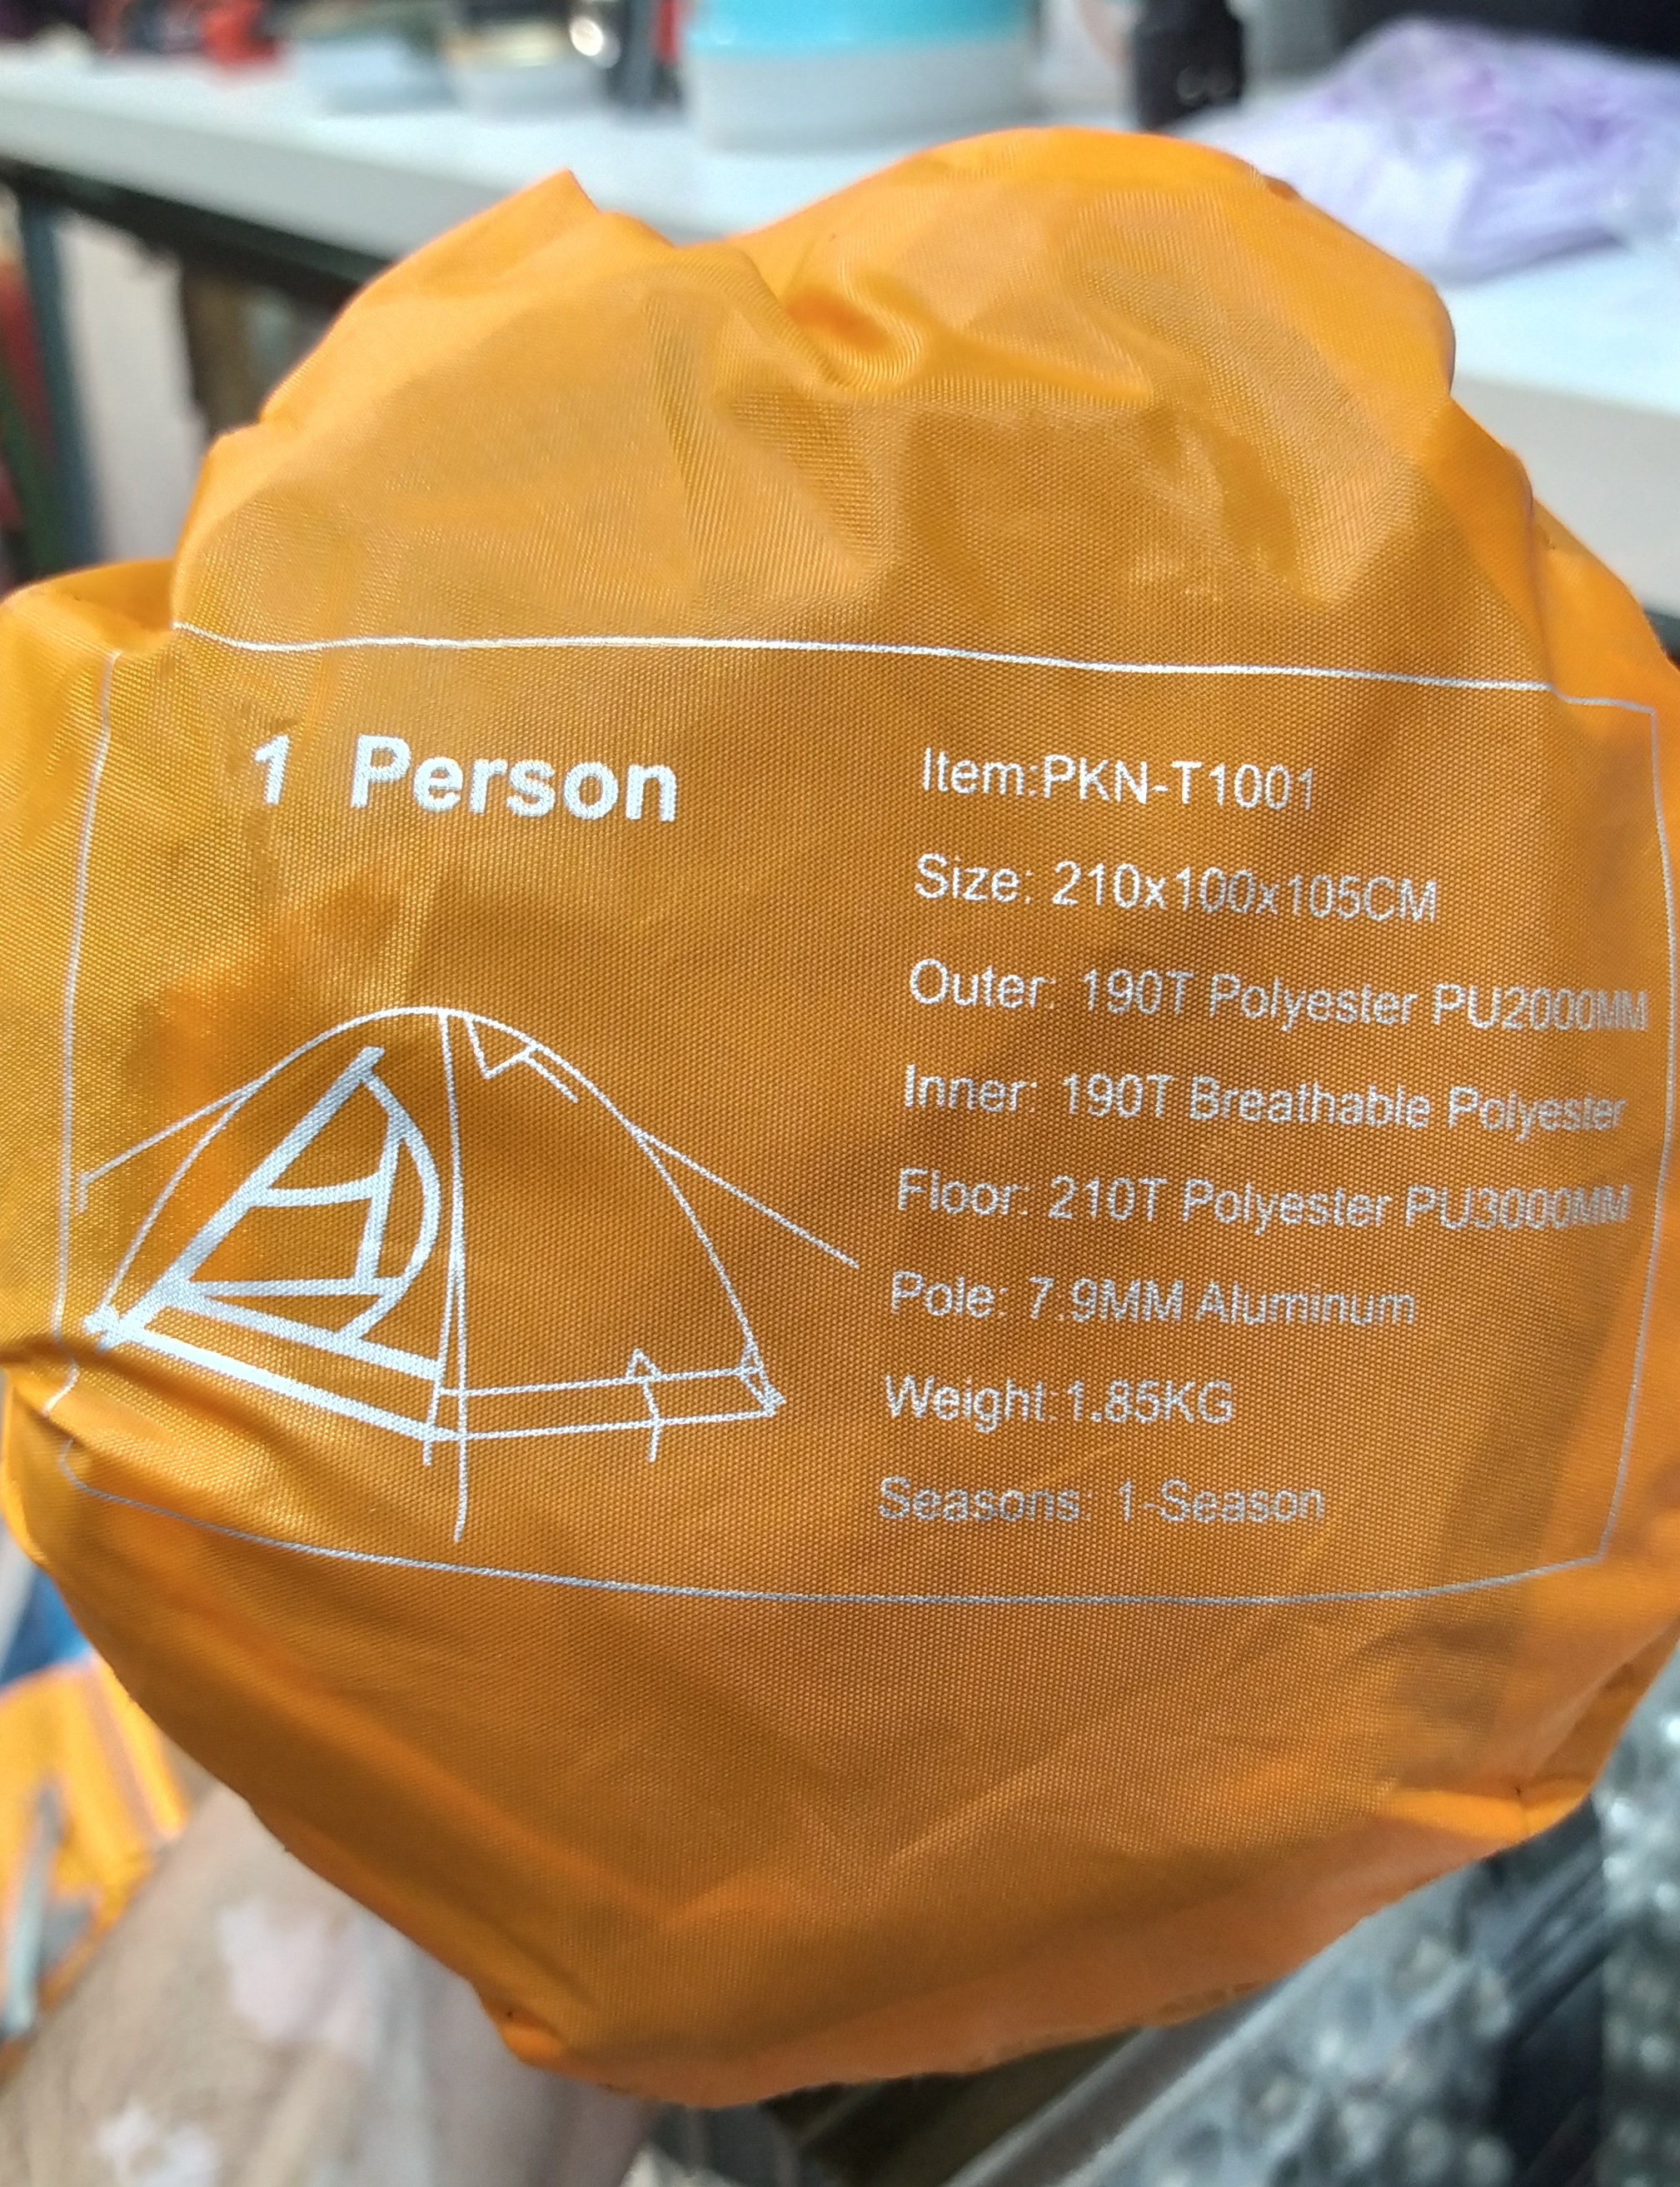 1 Person
Item:PKN-T1001
Size: 210x100x105CM
Outer: 190T Polyester PU2000MM
Inner: 190T Breathable Polyester
Floor: 210T Polyester PU3000MM
Pole: 7.9MM Aluminum
Weight:1.85KG
Seasons: 1-Season